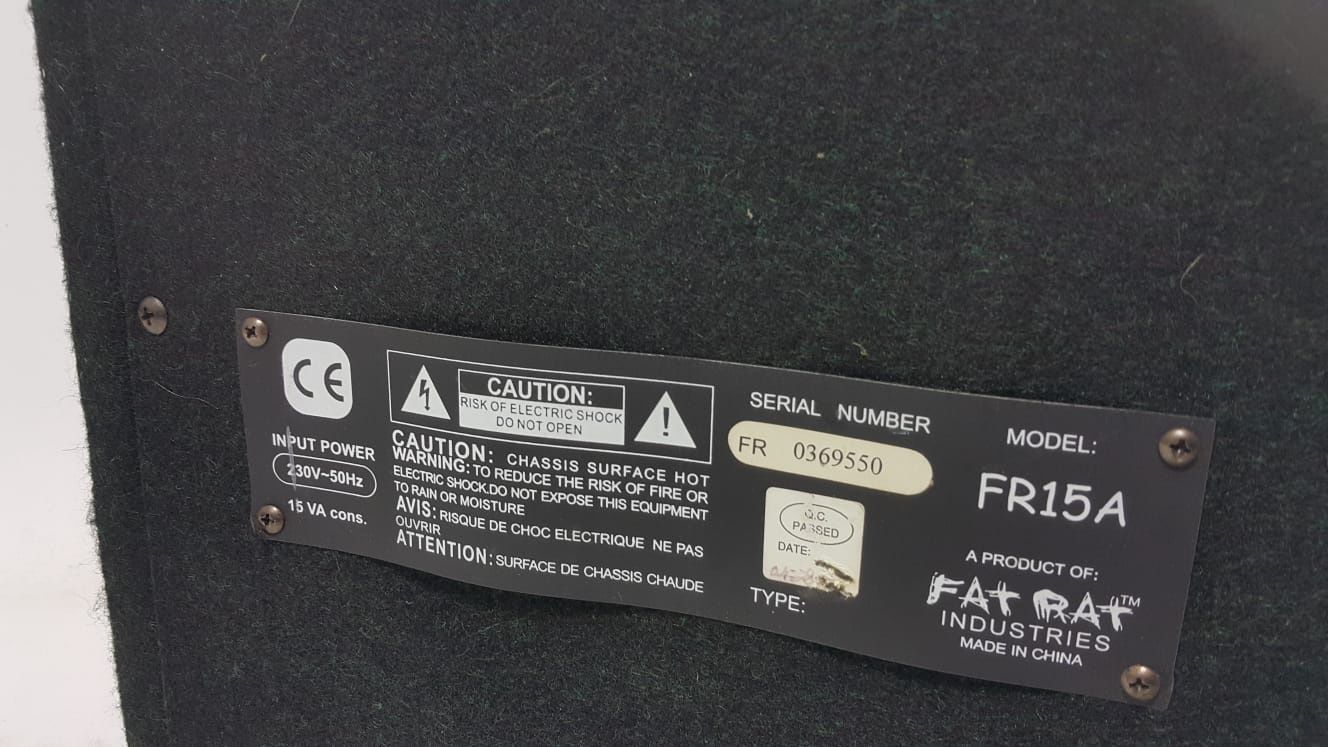 CE
INPUT POWER
230V~50Hz
15 VA cons.
CAUTION:
RISK OF ELECTRIC SHOCK
DO NOT OPEN
CAUTION: CHASSIS SURFACE HOT
WARNING: TO REDUCE THE RISK OF FIRE OR
ELECTRIC SHOCK.DO NOT EXPOSE THIS EQUIPMENT
TO RAIN OR MOISTURE
AVIS: RISQUE DE CHOC ELECTRIQUE NE PAS
OUVRIR
ATTENTION: SURFACE DE CHASSIS CHAUDE
SERIAL NUMBER
FR 0369550
Q.C.
PASSED
DATE:
TYPE:
MODEL:
FR15A
A PRODUCT OF:
FAT RAT™
INDUSTRIES
MADE IN CHINA